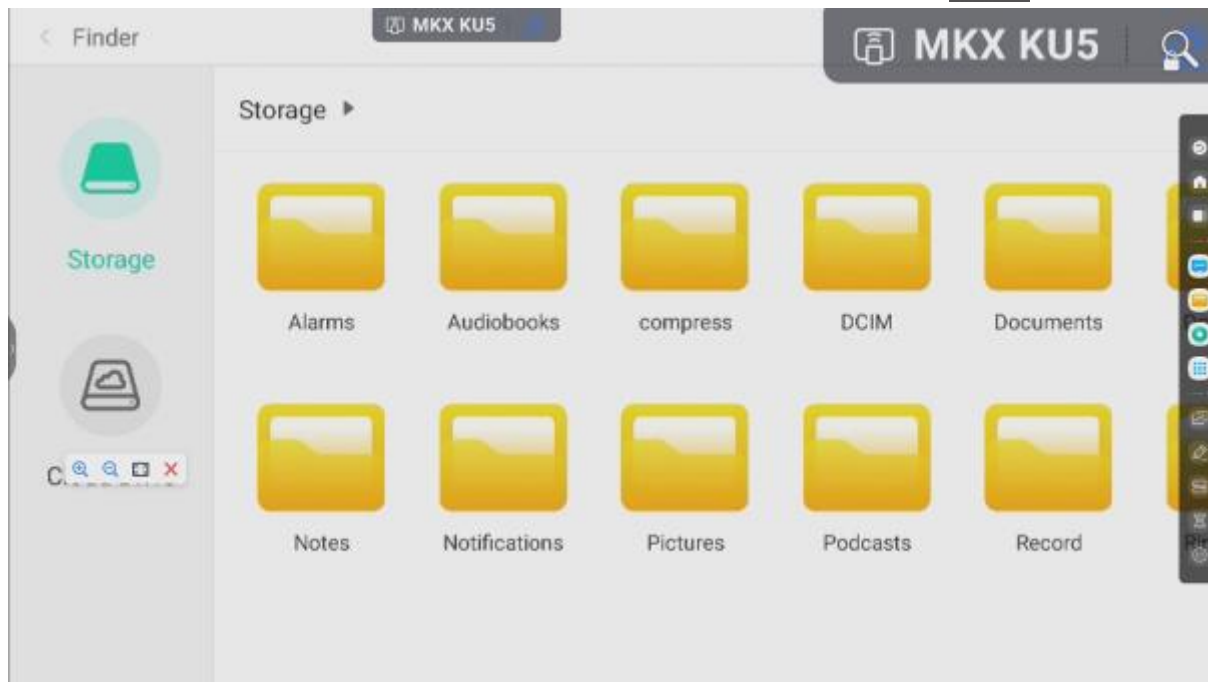 Finder
MKX KU5
MKX KU5
Storage
Storage
Alarms
Audiobooks
compress
DCIM
Documents
Notes
Notifications
Pictures
Podcasts
Record